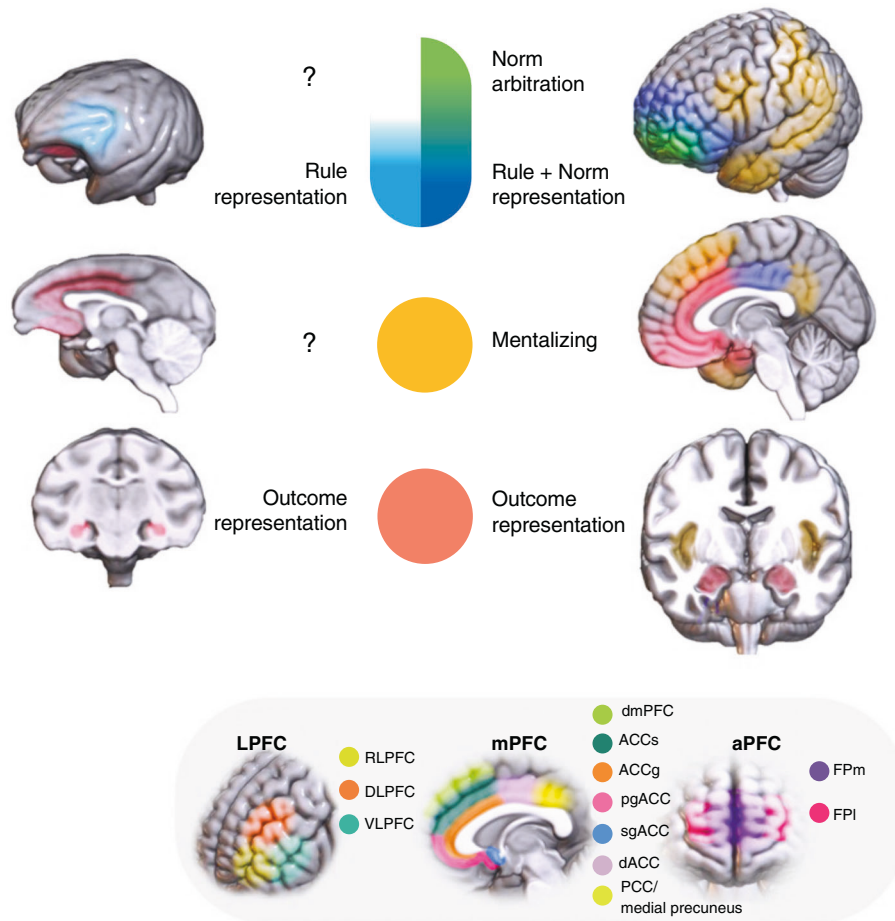 ?
Norm
arbitration
Rule
representation
Rule + Norm
representation
?
Mentalizing
Outcome
representation
Outcome
representation
LPFC
RLPFC
DLPFC
VLPFC
mPFC
dmPFC
ACCs
ACCg
pgACC
sgACC
dACC
PCC/
medial precuneus
aPFC
FPm
FPl